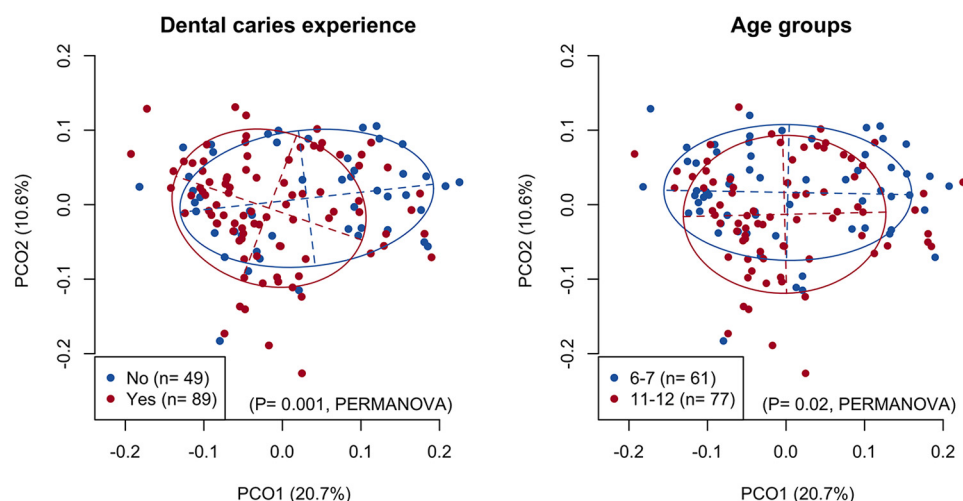 Dental caries experience
0.2
0.1
0.0
-0.1
-0.2
PCO2 (10.6%)
No (n= 49)
Yes (n= 89)
(P= 0.001, PERMANOVA)
-0.2 -0.1 0.0 0.1 0.2
PCO1 (20.7%)
Age groups
0.2
0.1
0.0
-0.1
-0.2
PCO2 (10.6%)
6-7 (n= 61)
11-12 (n= 77)
(P= 0.02, PERMANOVA)
-0.2 -0.1 0.0 0.1 0.2
PCO1 (20.7%)